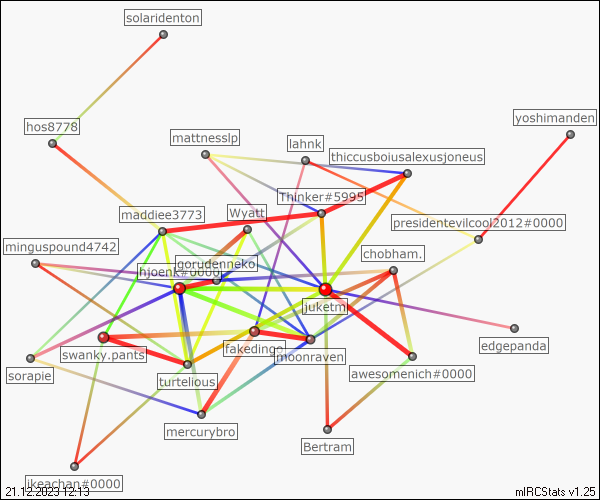 solaridenton
hos8778
yoshimanden
mattnesslp
lahnk
thiccusboiusalexusjoneus
Thinker#5995
maddiee3773
Wyatt
presidentevilcool2012#0000
minguspound4742
chobham.
gorudenneko
hjoenk#0000
juketm
edgepanda
swanky.pants
fakedingo
moonraven
sorapie
turtelious
awesomenich#0000
mercurybro
Bertram
ikeachan#0000
21.12.2023 12:13
mIRCStats v1.25